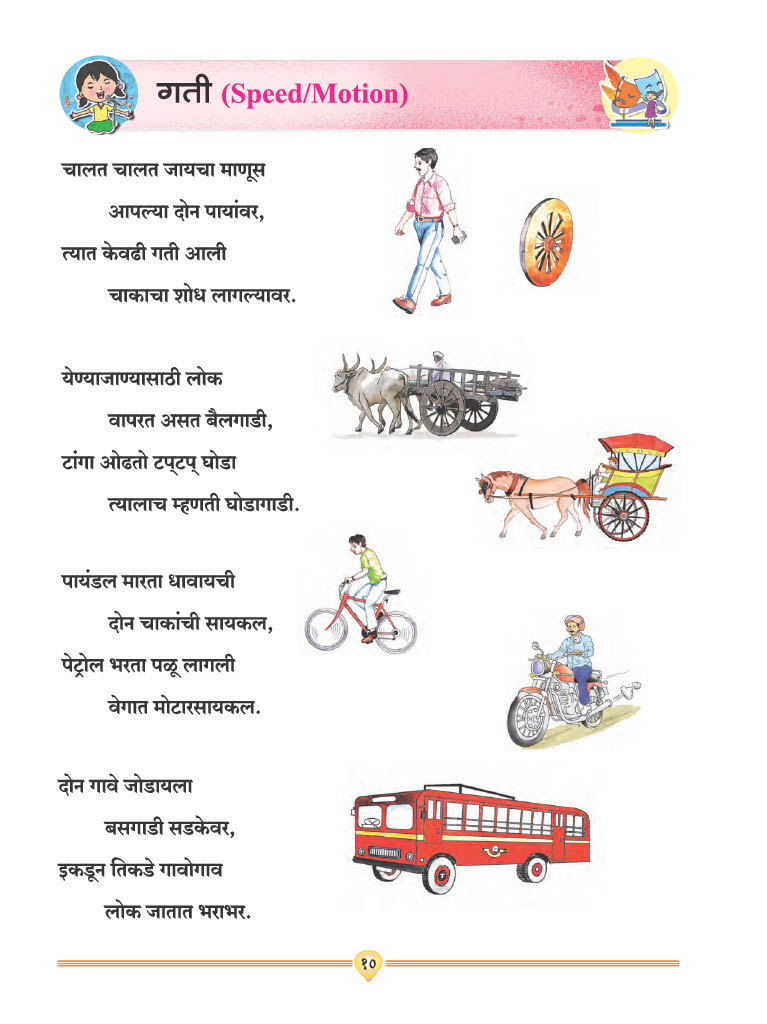 गती (Speed/Motion)
चालत चालत जायचा माणूस
आपल्या दोन पायांवर,
त्यात केवढी गती आली
चाकाचा शोध लागल्यावर.
येण्याजाण्यासाठी लोक
वापरत असत बैलगाडी,
टांगा ओढतो टप्‌टप्‌ घोडा
त्यालाच म्हणती घोडागाडी.
पायंडल मारता धावायची
दोन चाकांची सायकल,
पेट्रोल भरता पळू लागली
वेगात मोटारसायकल.
दोन गावे जोडायला
बसगाडी सडकेवर,
इकडून तिकडे गावोगाव
लोक जातात भराभर.
१०